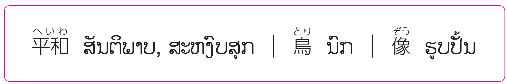 平和 ສັນຕິພາບ, ສະຫງົບສຸກ | 鳥 ນົກ | 像 ຮູບປັ້ນ
へいわ とり ぞう